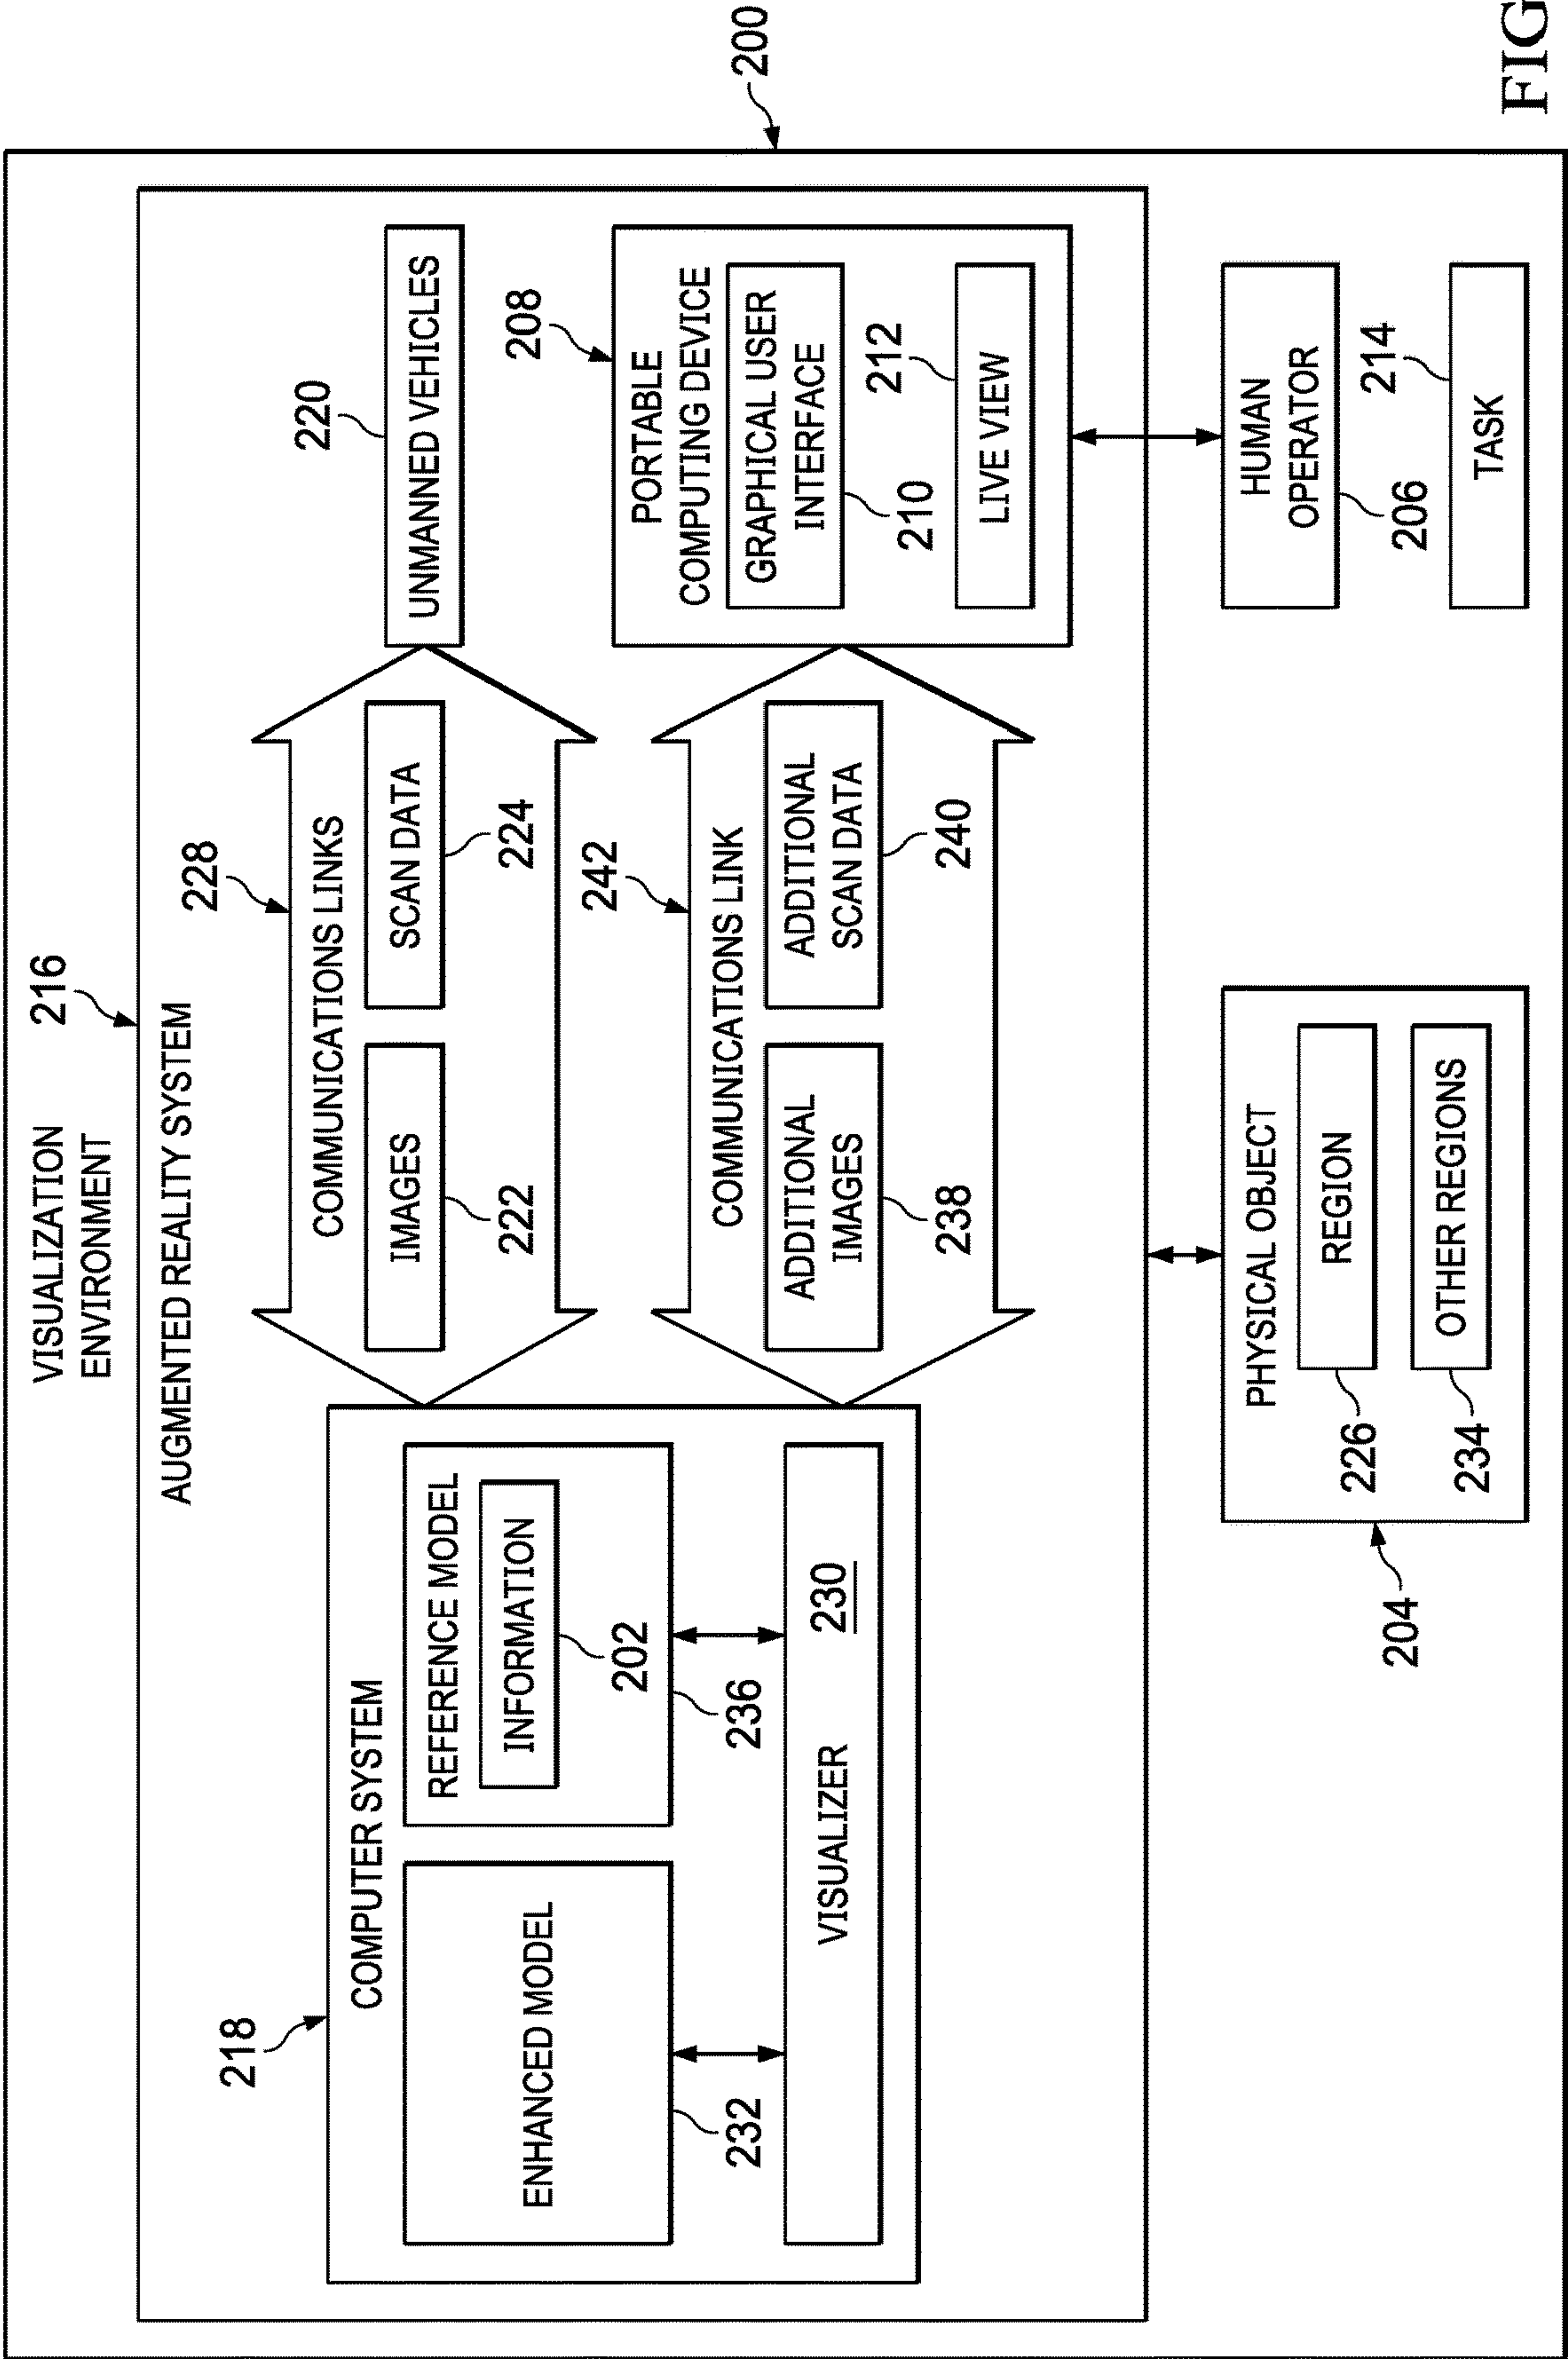 VISUALIZATION
ENVIRONMENT
216
AUGMENTED REALITY SYSTEM
218
COMPUTER SYSTEM
ENHANCED MODEL
232
REFERENCE MODEL
INFORMATION
202
236
VISUALIZER
230
228
COMMUNICATIONS LINKS
IMAGES
222
SCAN DATA
224
242
COMMUNICATIONS LINK
ADDITIONAL
IMAGES
238
ADDITIONAL
SCAN DATA
240
220
UNMANNED VEHICLES
208
PORTABLE
COMPUTING DEVICE
GRAPHICAL USER
INTERFACE
210
212
LIVE VIEW
200
PHYSICAL OBJECT
REGION
226
OTHER REGIONS
234
204
HUMAN
OPERATOR
206
214
TASK
FIG